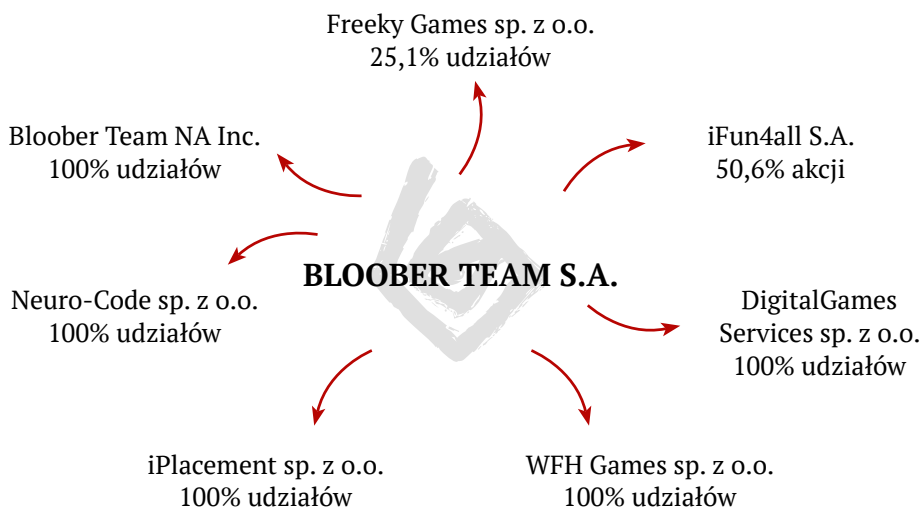 Freeky Games sp. z o.o.
25,1% udziałów
Bloober Team NA Inc.
100% udziałów
iFun4all S.A.
50,6% akcji
BLOOBER TEAM S.A.
Neuro-Code sp. z o.o.
100% udziałów
DigitalGames
Services sp. z o.o.
100% udziałów
iPlacement sp. z o.o.
100% udziałów
WFH Games sp. z o.o.
100% udziałów